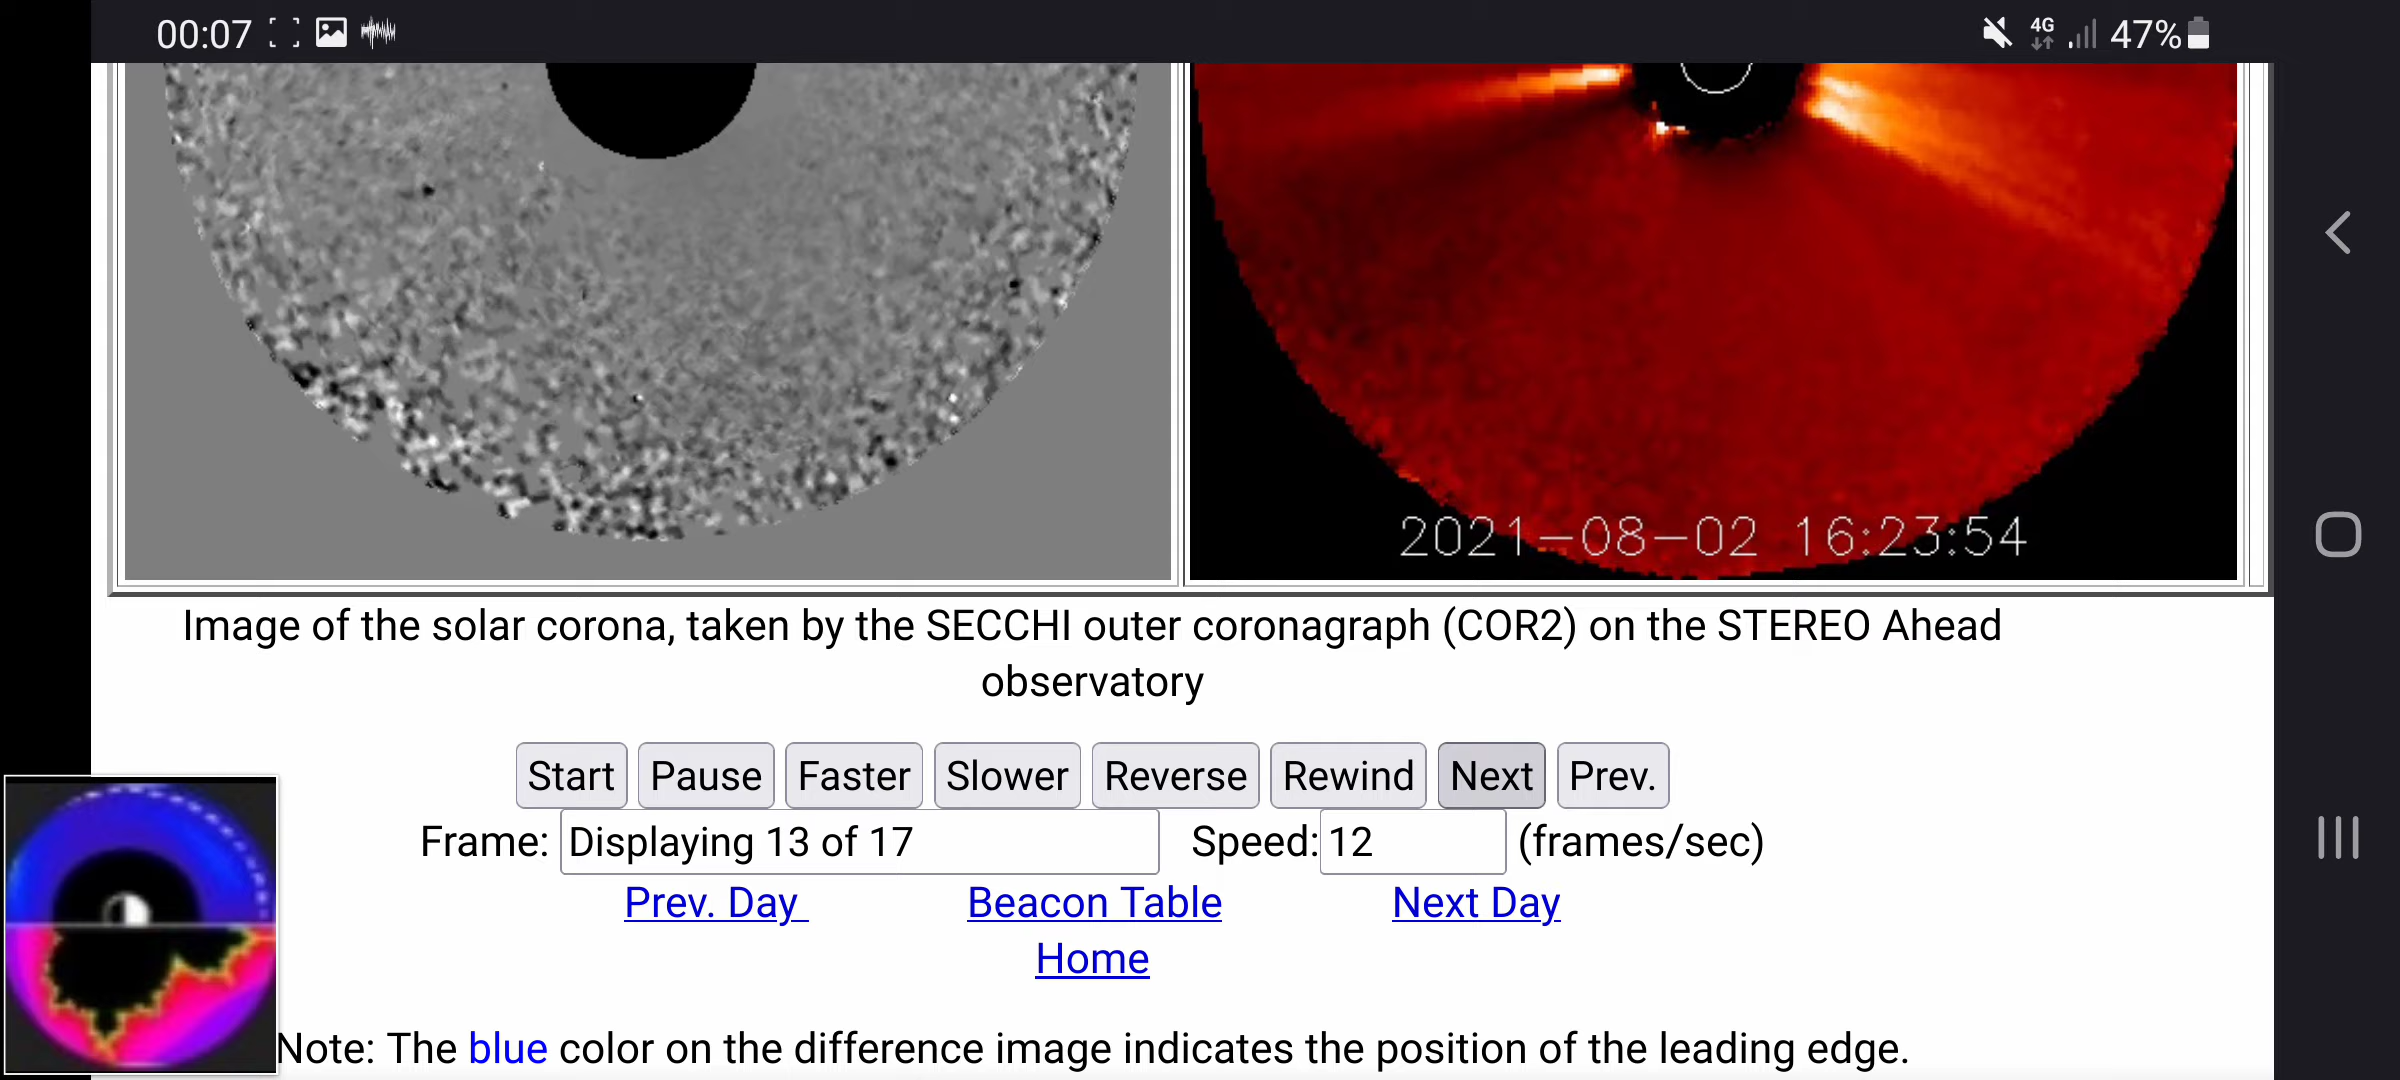 00:07
4G
47%
2021-08-02 16:23:54
Image of the solar corona, taken by the SECCHI outer coronagraph (COR2) on the STEREO Ahead
observatory
Start Pause Faster Slower Reverse Rewind Next Prev.
Frame: Displaying 13 of 17 Speed: 12 (frames/sec)
Prev. Day Beacon Table Next Day
Home
Note: The blue color on the difference image indicates the position of the leading edge.